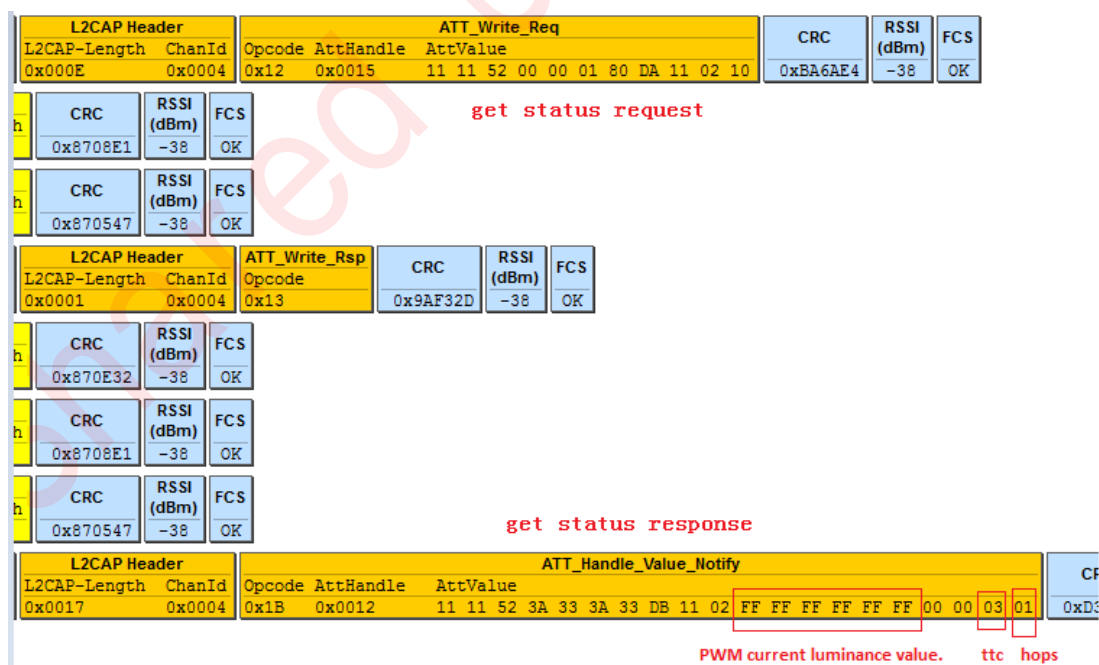 L2CAP Header ATT_Write_Req CRC RSSI (dBm) FCS
L2CAP-Length ChanId Opcode AttHandle AttValue
0x000E 0x0004 0x12 0x0015 11 11 52 00 00 01 80 DA 11 02 10 0xBA6AE4 -38 OK
get status request
h CRC RSSI (dBm) FCS
0x8708E1 -38 OK
h CRC RSSI (dBm) FCS
0x870547 -38 OK
L2CAP Header ATT_Write_Rsp CRC RSSI (dBm) FCS
L2CAP-Length ChanId Opcode
0x0001 0x0004 0x13 0x9AF32D -38 OK
h CRC RSSI (dBm) FCS
0x870E32 -38 OK
h CRC RSSI (dBm) FCS
0x8708E1 -38 OK
h CRC RSSI (dBm) FCS
0x870547 -38 OK
get status response
L2CAP Header ATT_Handle_Value_Notify
L2CAP-Length ChanId Opcode AttHandle AttValue
0x0017 0x0004 0x1B 0x0012 11 11 52 3A 33 3A 33 DB 11 02 FF FF FF FF FF FF 00 00 03 01
PWM current luminance value. ttc hops
shared